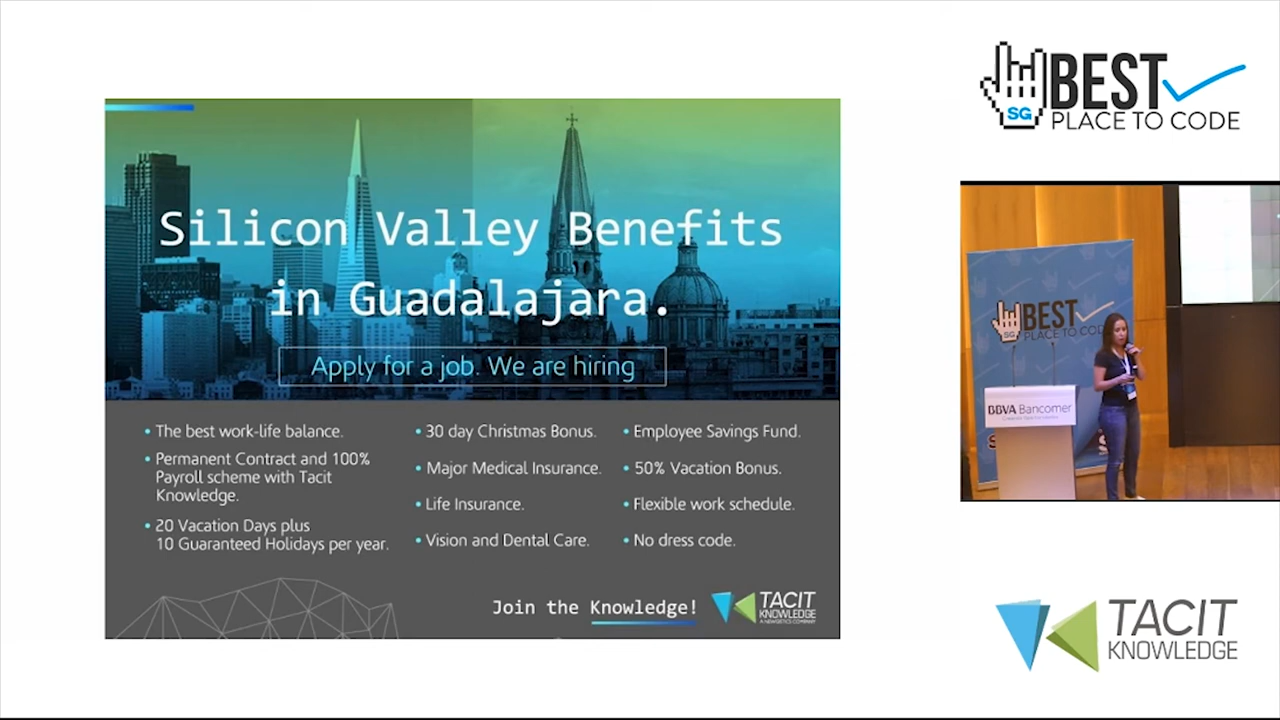 Silicon Valley Benefits
in Guadalajara.
Apply for a job. We are hiring
• The best work-life balance.
• Permanent Contract and 100%
Payroll scheme with Tacit
Knowledge.
• 20 Vacation Days plus
10 Guaranteed Holidays per year.
• 30 day Christmas Bonus.
• Major Medical Insurance.
• Life Insurance.
• Vision and Dental Care.
• Employee Savings Fund.
• 50% Vacation Bonus.
• Flexible work schedule.
• No dress code.
Join the Knowledge!
TACIT
KNOWLEDGE
A NEWGISTICS COMPANY
SG
BEST
PLACE TO CODE
SG
BEST
PLACE TO CODE
BBVA Bancomer
TACIT
KNOWLEDGE